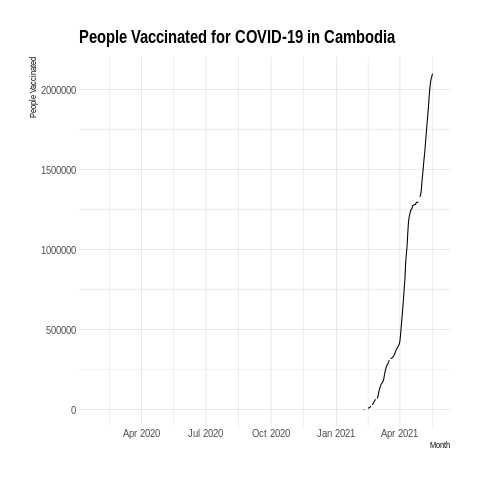 People Vaccinated for COVID-19 in Cambodia
People Vaccinated
2000000
1500000
1000000
500000
0
Apr 2020 Jul 2020 Oct 2020 Jan 2021 Apr 2021
Month